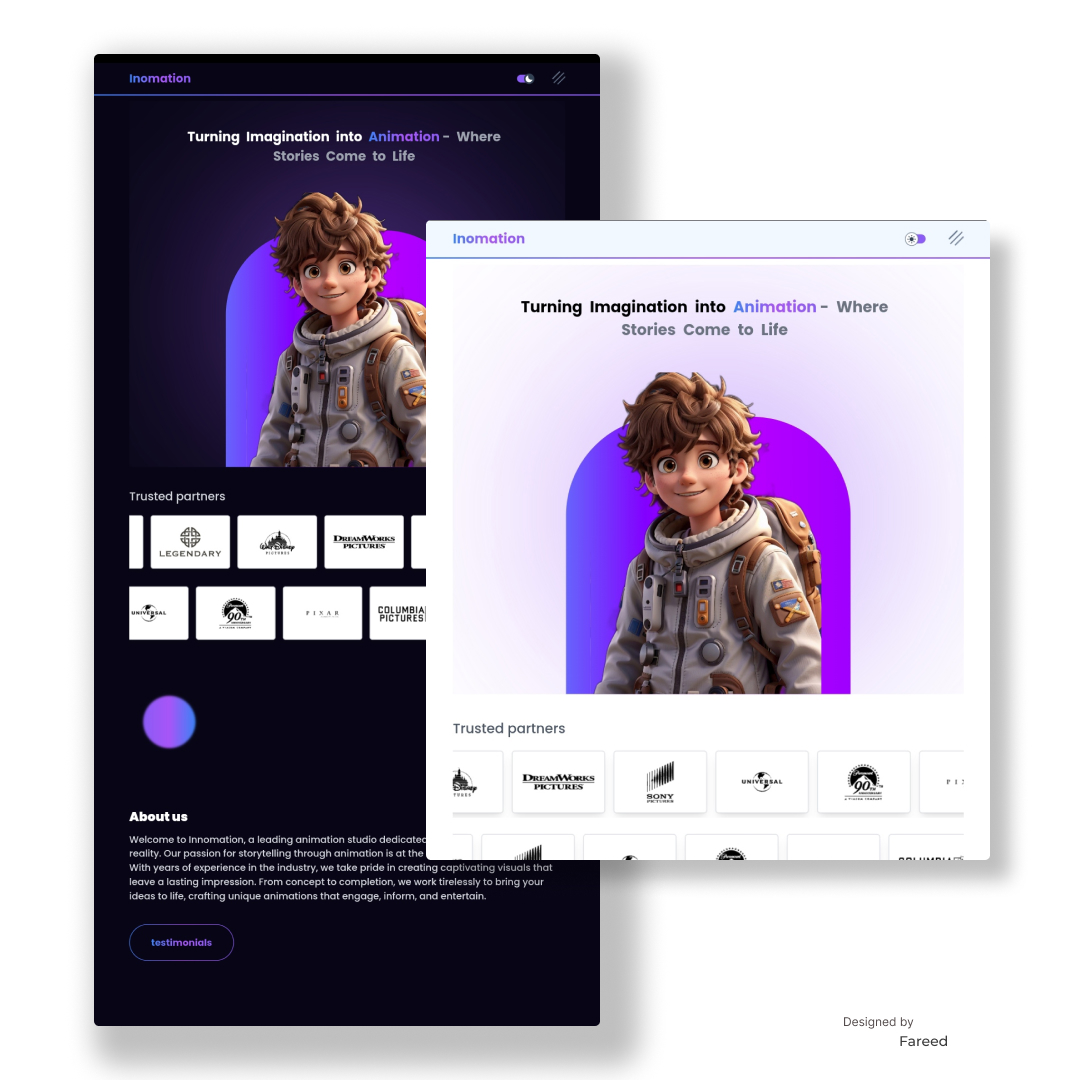 Inomation
Turning Imagination into Animation - Where
Stories Come to Life
Trusted partners
LEGENDARY
Walt Disney
PICTURES
DREAMWORKS
PICTURES
UNIVERSAL
Paramount
90TH
ANNIVERSARY
PIXAR
COLUMBIA
PICTURES
About us
Welcome to Innomation, a leading animation studio dedicated
reality. Our passion for storytelling through animation is at the
With years of experience in the industry, we take pride in creating captivating visuals that
leave a lasting impression. From concept to completion, we work tirelessly to bring your
ideas to life, crafting unique animations that engage, inform, and entertain.
testimonials
Inomation
Turning Imagination into Animation - Where
Stories Come to Life
Trusted partners
Disney
TURES
DREAMWORKS
PICTURES
SONY
PICTURES
UNIVERSAL
Paramount
90TH
ANNIVERSARY
PI
Designed by
Fareed